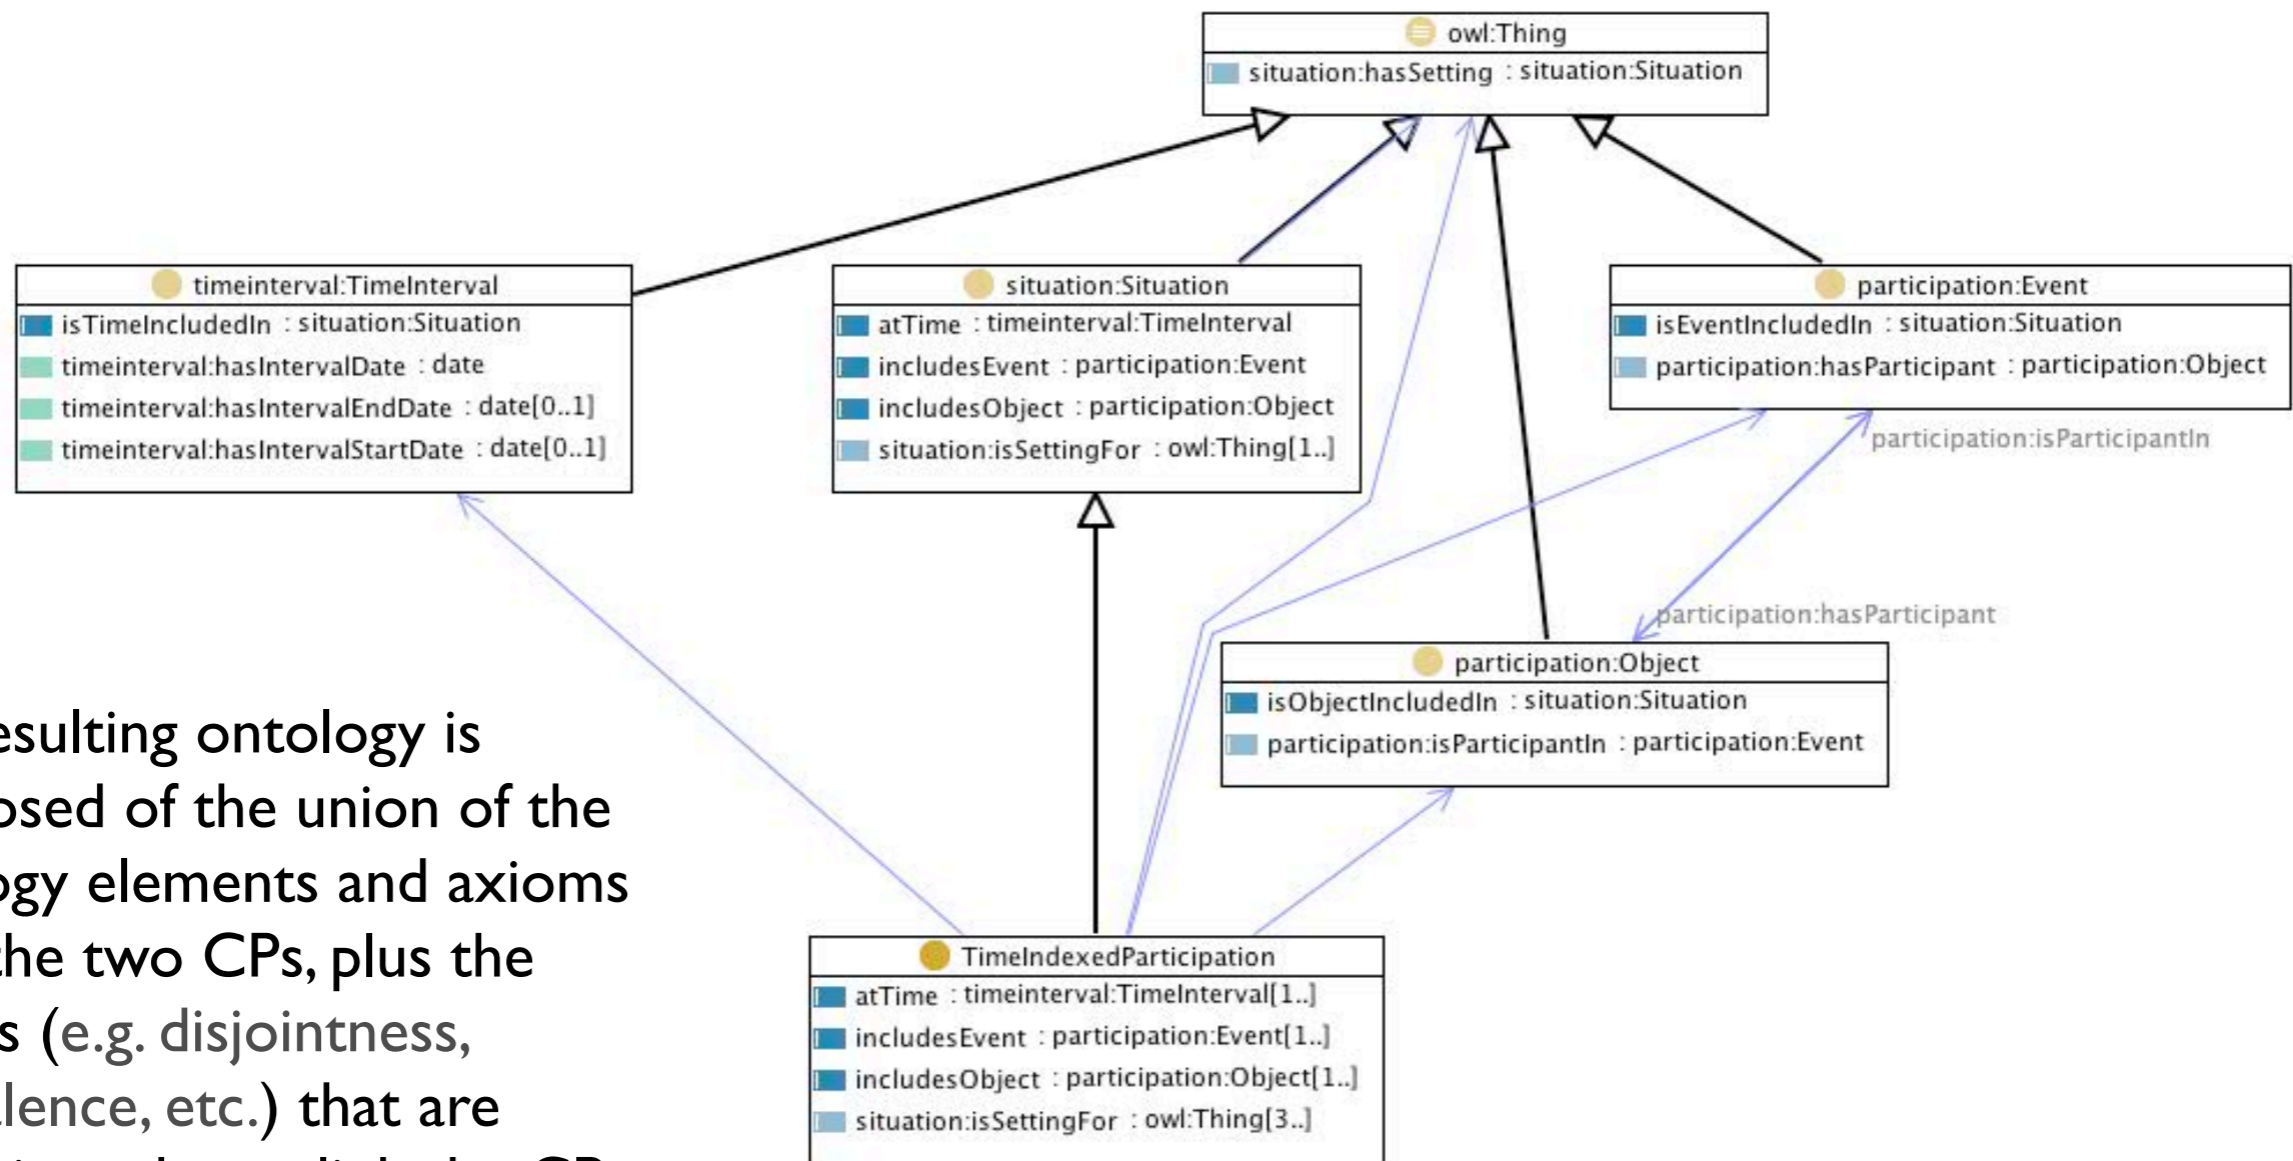 owl:Thing
situation:hasSetting : situation:Situation
timeinterval:TimeInterval
isTimeIncludedIn : situation:Situation
timeinterval:hasIntervalDate : date
timeinterval:hasIntervalEndDate : date[0..1]
timeinterval:hasIntervalStartDate : date[0..1]
situation:Situation
atTime : timeinterval:TimeInterval
includesEvent : participation:Event
includesObject : participation:Object
situation:isSettingFor : owl:Thing[1..]
participation:Event
isEventIncludedIn : situation:Situation
participation:hasParticipant : participation:Object
participation:isParticipantIn
participation:hasParticipant
participation:Object
isObjectIncludedIn : situation:Situation
participation:isParticipantIn : participation:Event
esulting ontology is
osed of the union of the
ogy elements and axioms
the two CPs, plus the
s (e.g. disjointness,
lence, etc.) that are
TimeIndexedParticipation
atTime : timeinterval:TimeInterval[1..]
includesEvent : participation:Event[1..]
includesObject : participation:Object[1..]
situation:isSettingFor : owl:Thing[3..]